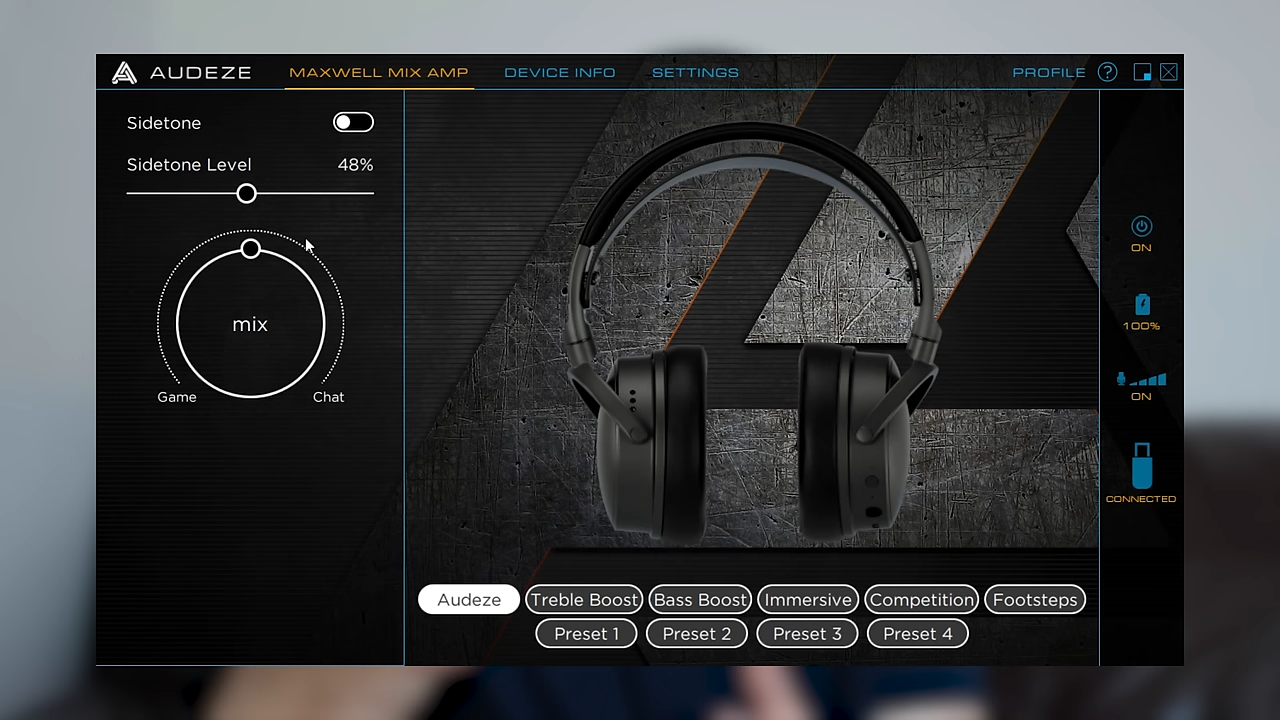 AUDEZE MAXWELL MIX AMP DEVICE INFO SETTINGS PROFILE ?
Sidetone
Sidetone Level 48%
mix
Game Chat
ON
100%
ON
CONNECTED
Audeze Treble Boost Bass Boost Immersive Competition Footsteps
Preset 1 Preset 2 Preset 3 Preset 4